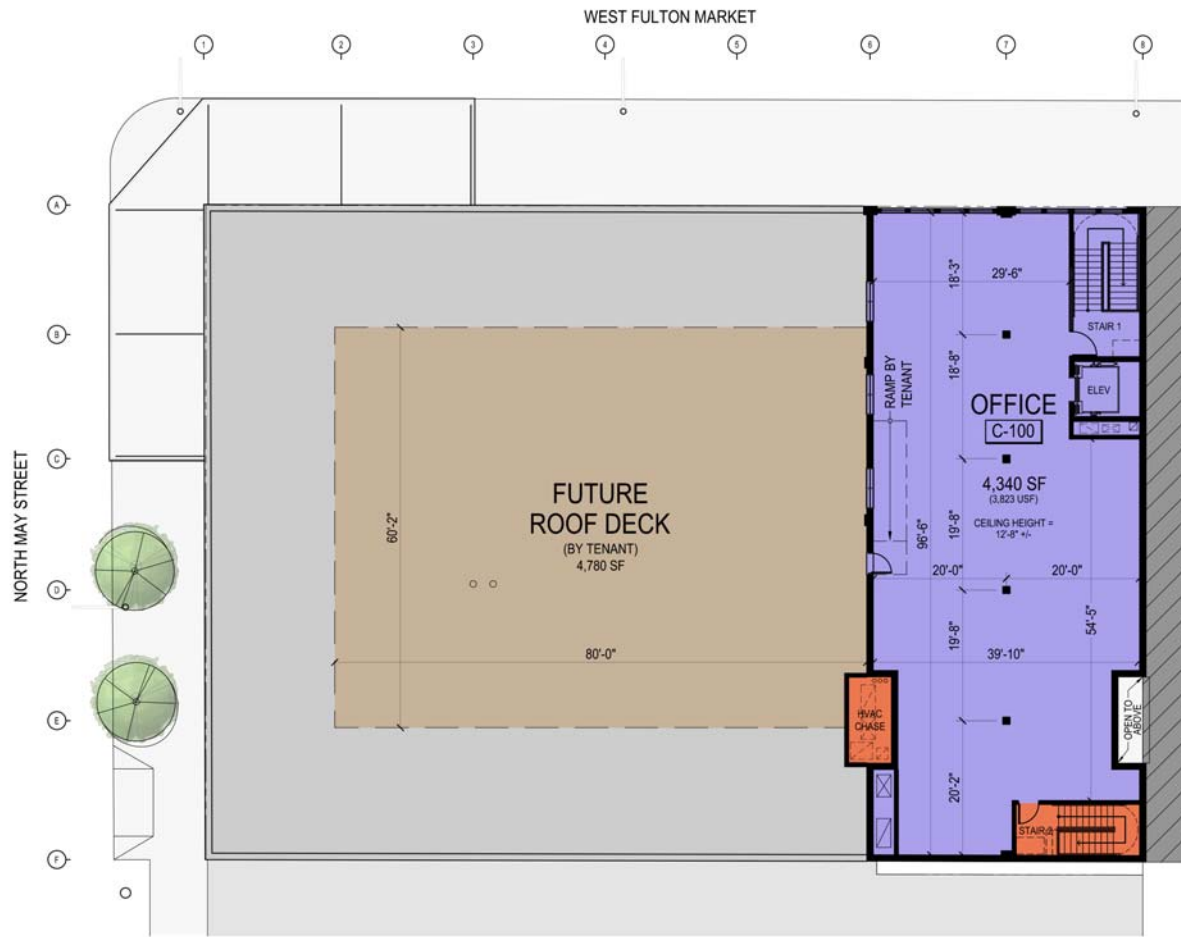 WEST FULTON MARKET
1
2
3
4
5
6
7
8
A
B
C
D
E
F
NORTH MAY STREET
FUTURE
ROOF DECK
(BY TENANT)
4,780 SF
60'-2"
80'-0"
18'-3"
29'-6"
STAIR 1
18'-8"
RAMP BY
TENANT
ELEV
OFFICE
C-100
4,340 SF
(3,823 USF)
CEILING HEIGHT =
12'-8" +/-
19'-8"
96'-6"
20'-0"
20'-0"
19'-8"
54'-5"
39'-10"
HVAC
CHASE
OPEN TO
ABOVE
20'-2"
STAIR 2